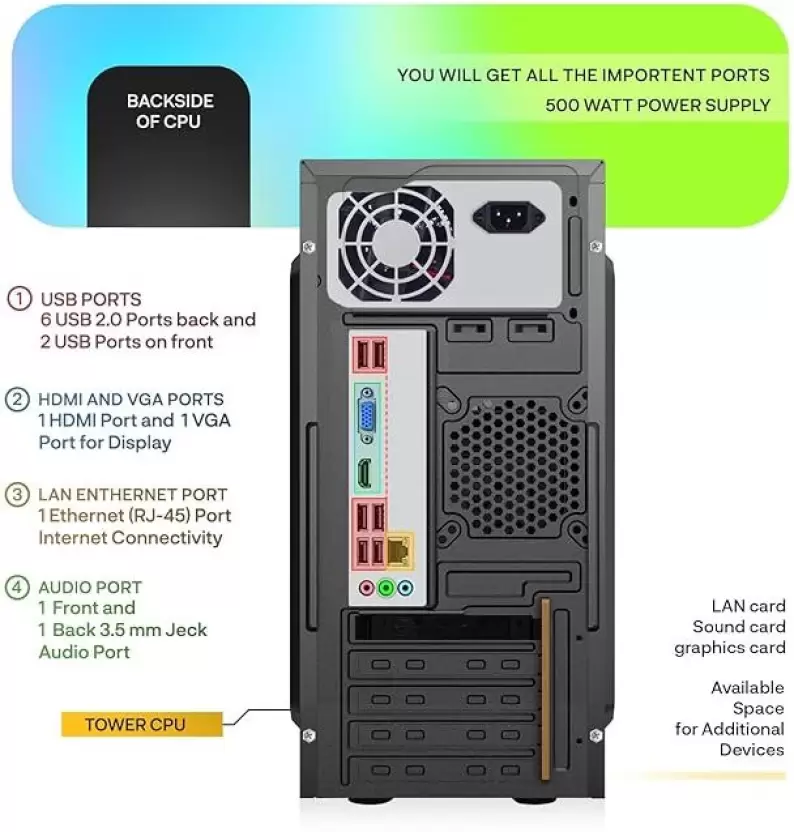 BACKSIDE
OF CPU
YOU WILL GET ALL THE IMPORTENT PORTS
500 WATT POWER SUPPLY
1 USB PORTS
6 USB 2.0 Ports back and
2 USB Ports on front
2 HDMI AND VGA PORTS
1 HDMI Port and 1 VGA
Port for Display
3 LAN ENTHERNET PORT
1 Ethernet (RJ-45) Port
Internet Connectivity
4 AUDIO PORT
1 Front and
1 Back 3.5 mm Jeck
Audio Port
TOWER CPU
LAN card
Sound card
graphics card
Available
Space
for Additional
Devices